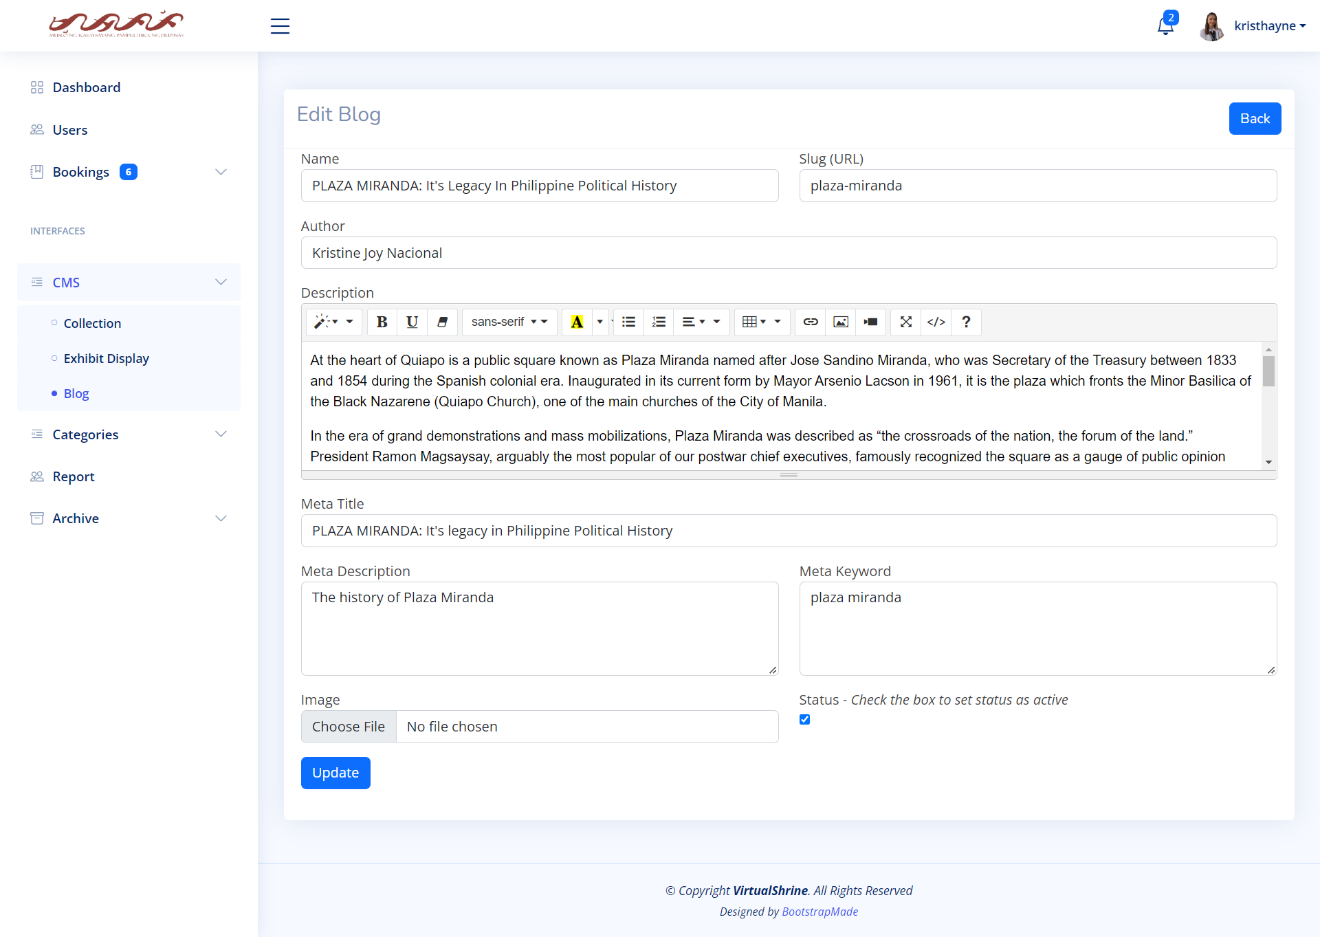 2
kristhayne
Dashboard
Users
Bookings 6
INTERFACES
CMS
Collection
Exhibit Display
Blog
Categories
Report
Archive
Edit Blog
Back
Name
Slug (URL)
PLAZA MIRANDA: It's Legacy In Philippine Political History
plaza-miranda
Author
Kristine Joy Nacional
Description
B U sans-serif A </> ?
At the heart of Quiapo is a public square known as Plaza Miranda named after Jose Sandino Miranda, who was Secretary of the Treasury between 1833
and 1854 during the Spanish colonial era. Inaugurated in its current form by Mayor Arsenio Lacson in 1961, it is the plaza which fronts the Minor Basilica of
the Black Nazarene (Quiapo Church), one of the main churches of the City of Manila.
In the era of grand demonstrations and mass mobilizations, Plaza Miranda was described as “the crossroads of the nation, the forum of the land.”
President Ramon Magsaysay, arguably the most popular of our postwar chief executives, famously recognized the square as a gauge of public opinion
Meta Title
PLAZA MIRANDA: It's legacy in Philippine Political History
Meta Description
Meta Keyword
The history of Plaza Miranda
plaza miranda
Image
Status - Check the box to set status as active
Choose File No file chosen
Update
© Copyright VirtualShrine. All Rights Reserved
Designed by BootstrapMade